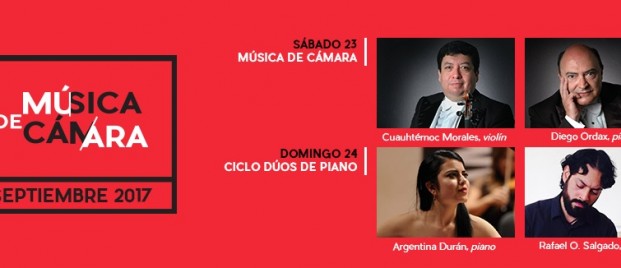 DE MÚSICA
CÁMARA
SEPTIEMBRE 2017
SÁBADO 23
MÚSICA DE CÁMARA
Cuauhtémoc Morales, violín
Diego Ordax,
DOMINGO 24
CICLO DÚOS DE PIANO
Argentina Durán, piano
Rafael O. Salgado,